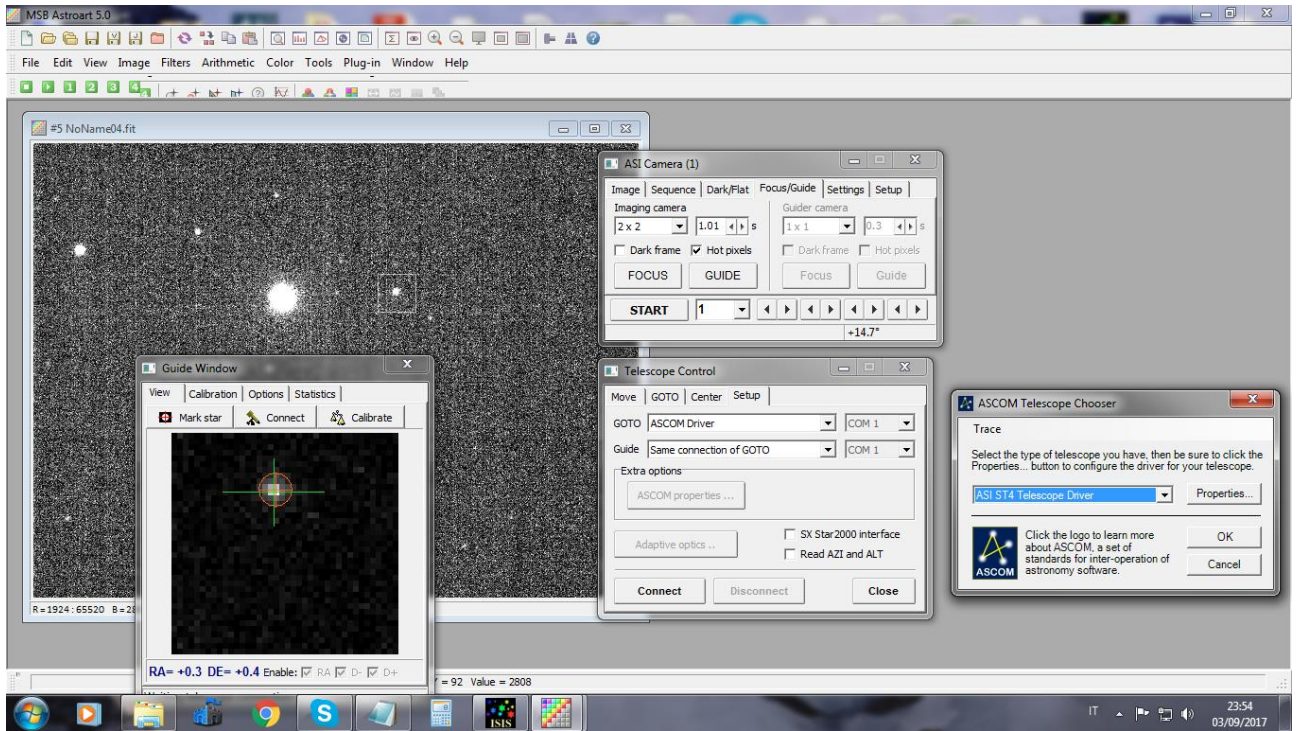 MSB Astroart 5.0
File Edit View Image Filters Arithmetic Color Tools Plug-in Window Help
1 2 3 4
#5 NoName04.fit
ASI Camera (1)
Image Sequence Dark/Flat Focus/Guide Settings Setup
Imaging camera Guider camera
2 x 2 1.01 s 1 x 1 0.3 s
Dark frame Hot pixels Dark frame Hot pixels
FOCUS GUIDE Focus Guide
START 1
+14.7°
Guide Window
View Calibration Options Statistics
Mark star Connect Calibrate
RA= +0.3 DE= +0.4 Enable: RA D- D+
Telescope Control
Move GOTO Center Setup
GOTO ASCOM Driver COM 1
Guide Same connection of GOTO COM 1
Extra options
ASCOM properties ...
Adaptive optics ..
SX Star2000 interface
Read AZI and ALT
Connect Disconnect Close
ASCOM Telescope Chooser
Trace
Select the type of telescope you have, then be sure to click the
Properties... button to configure the driver for your telescope.
ASI ST4 Telescope Driver Properties...
Click the logo to learn more
about ASCOM, a set of
standards for inter-operation of
astronomy software.
OK
Cancel
ASCOM
R=1924:65520
= 92 Value = 2808
ISIS
IT
23:54
03/09/2017